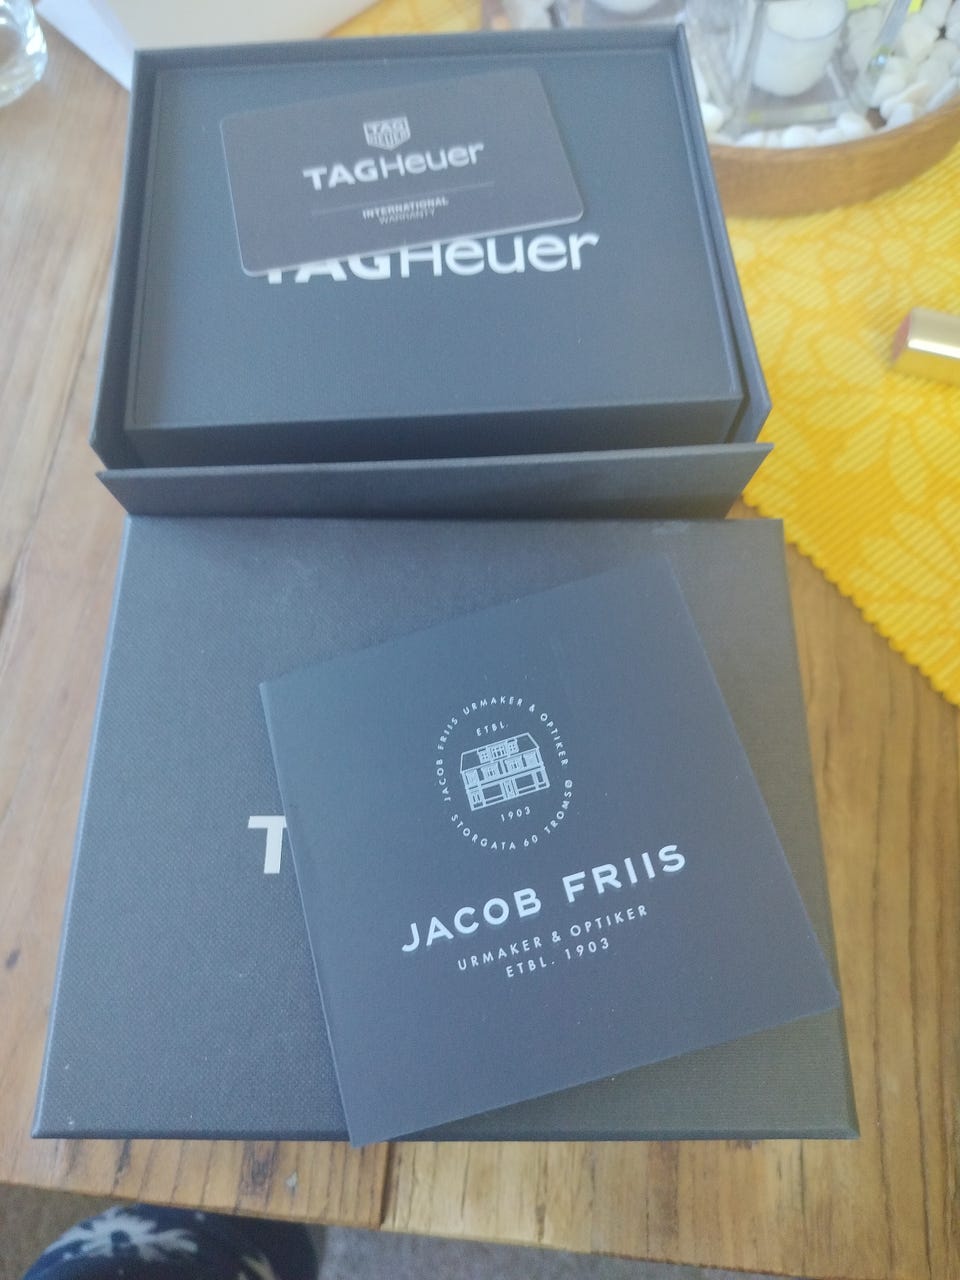 TAG
HEUER
TAGHeuer
INTERNATIONAL
WARRANTY
TAGHeuer
T
JACOB FRIIS URMAKER & OPTIKER
STORGATA 60 TROMSØ
ETBL.
1903
JACOB FRIIS
URMAKER & OPTIKER
ETBL. 1903